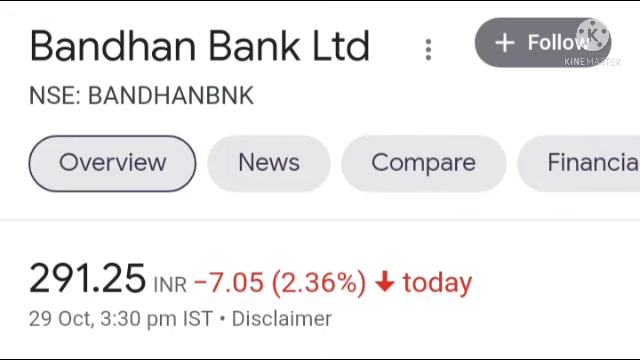 Bandhan Bank Ltd
+ Follow
KINEMASTER
NSE: BANDHANBNK
Overview
News
Compare
Financia
291.25 INR −7.05 (2.36%) ↓ today
29 Oct, 3:30 pm IST • Disclaimer